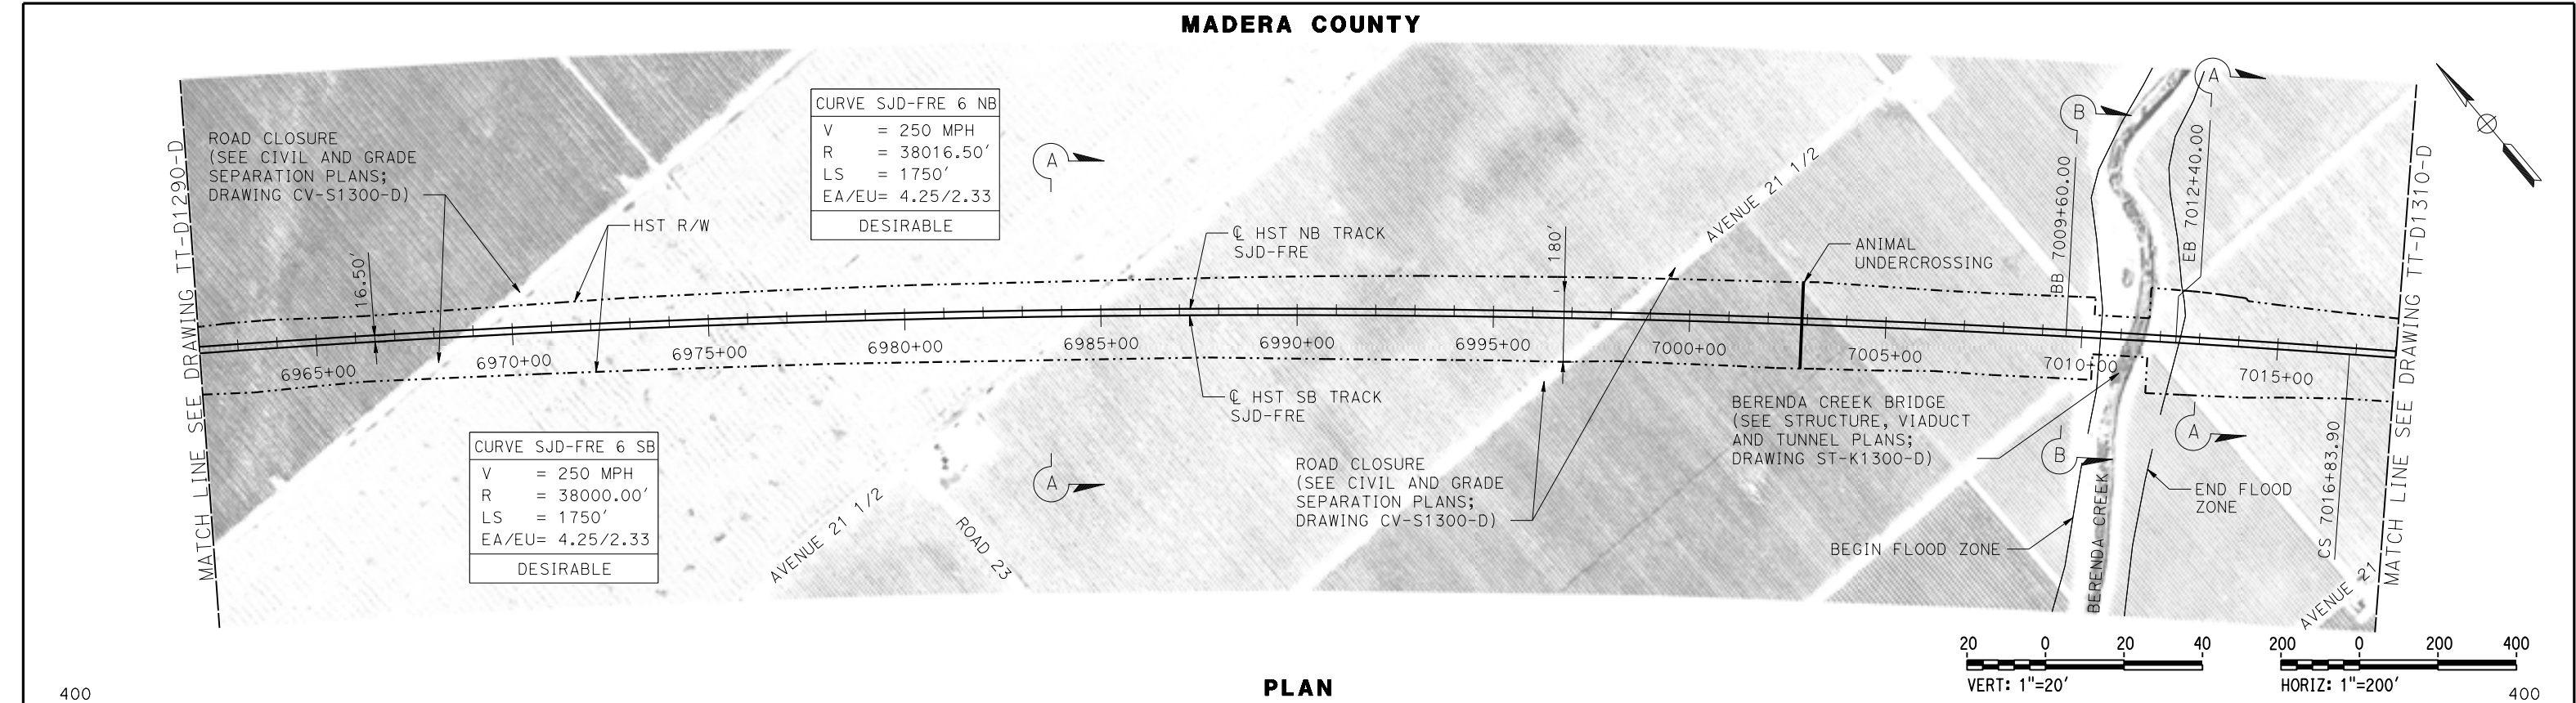 MADERA COUNTY
MATCH LINE SEE DRAWING TT-D1290-D
ROAD CLOSURE
(SEE CIVIL AND GRADE
SEPARATION PLANS;
DRAWING CV-S1300-D)
16.50'
HST R/W
CURVE SJD-FRE 6 NB
V = 250 MPH
R = 38016.50'
LS = 1750'
EA/EU= 4.25/2.33
DESIRABLE
A
℄ HST NB TRACK
SJD-FRE
180'
AVENUE 21 1/2
ANIMAL
UNDERCROSSING
B
A
BB 7009+60.00
EB 7012+40.00
MATCH LINE SEE DRAWING TT-D1310-D
6965+00
6970+00
6975+00
6980+00
6985+00
6990+00
6995+00
7000+00
7005+00
7010+00
7015+00
CURVE SJD-FRE 6 SB
V = 250 MPH
R = 38000.00'
LS = 1750'
EA/EU= 4.25/2.33
DESIRABLE
AVENUE 21 1/2
ROAD 23
A
℄ HST SB TRACK
SJD-FRE
ROAD CLOSURE
(SEE CIVIL AND GRADE
SEPARATION PLANS;
DRAWING CV-S1300-D)
BERENDA CREEK BRIDGE
(SEE STRUCTURE, VIADUCT
AND TUNNEL PLANS;
DRAWING ST-K1300-D)
B
A
BEGIN FLOOD ZONE
BERENDA CREEK
END FLOOD
ZONE
CS 7016+83.90
AVENUE 21
20 0 20 40
VERT: 1"=20'
200 0 200 400
HORIZ: 1"=200'
400
PLAN
400